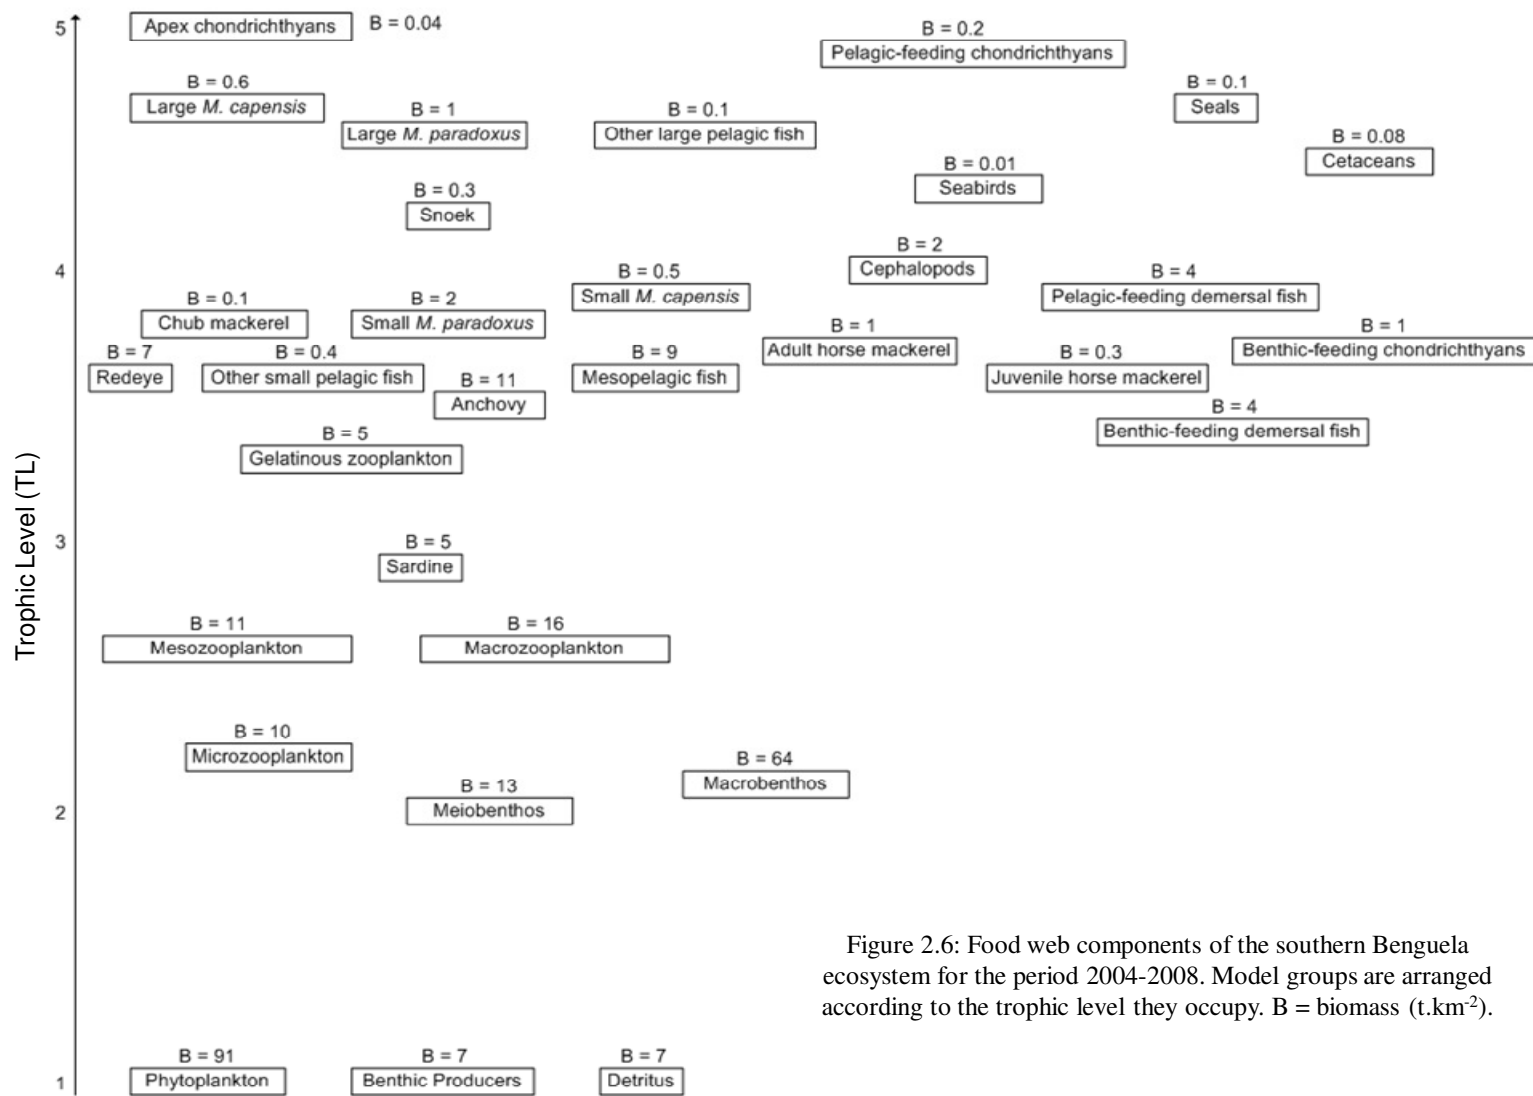 5
Apex chondrichthyans
B = 0.04
B = 0.2
Pelagic-feeding chondrichthyans
B = 0.6
Large M. capensis
B = 1
Large M. paradoxus
B = 0.1
Other large pelagic fish
B = 0.1
Seals
B = 0.08
Cetaceans
B = 0.01
Seabirds
B = 0.3
Snoek
4
B = 2
Cephalopods
B = 0.5
Small M. capensis
B = 4
Pelagic-feeding demersal fish
B = 0.1
Chub mackerel
B = 2
Small M. paradoxus
B = 1
Adult horse mackerel
B = 1
Benthic-feeding chondrichthyans
B = 7
Redeye
B = 0.4
Other small pelagic fish
B = 9
Mesopelagic fish
B = 0.3
Juvenile horse mackerel
B = 11
Anchovy
B = 4
Benthic-feeding demersal fish
B = 5
Gelatinous zooplankton
Trophic Level (TL)
3
B = 5
Sardine
B = 11
Mesozooplankton
B = 16
Macrozooplankton
B = 10
Microzooplankton
B = 64
Macrobenthos
B = 13
Meiobenthos
2
Figure 2.6: Food web components of the southern Benguela
ecosystem for the period 2004-2008. Model groups are arranged
according to the trophic level they occupy. B = biomass (t.km-2).
B = 91
Phytoplankton
B = 7
Benthic Producers
B = 7
Detritus
1